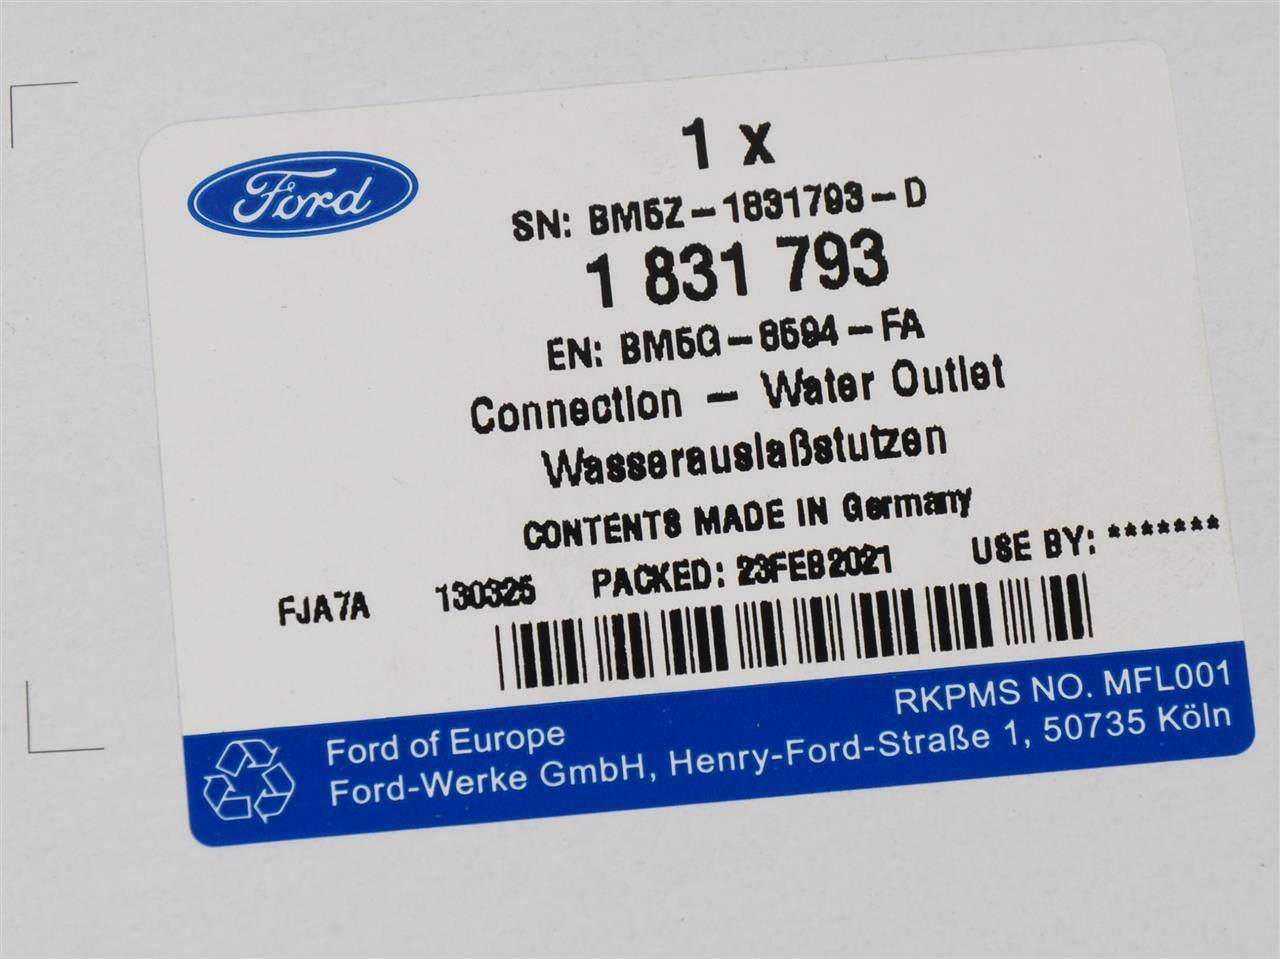 Ford
1 x
SN: BM5Z-1831793-D
1 831 793
EN: BM5G-8594-FA
Connection - Water Outlet
Wasserauslaßstutzen
CONTENTS MADE IN Germany
FJA7A 130325 PACKED: 23FEB2021 USE BY: *******
RKPMS NO. MFL001
Ford of Europe
Ford-Werke GmbH, Henry-Ford-Straße 1, 50735 Köln